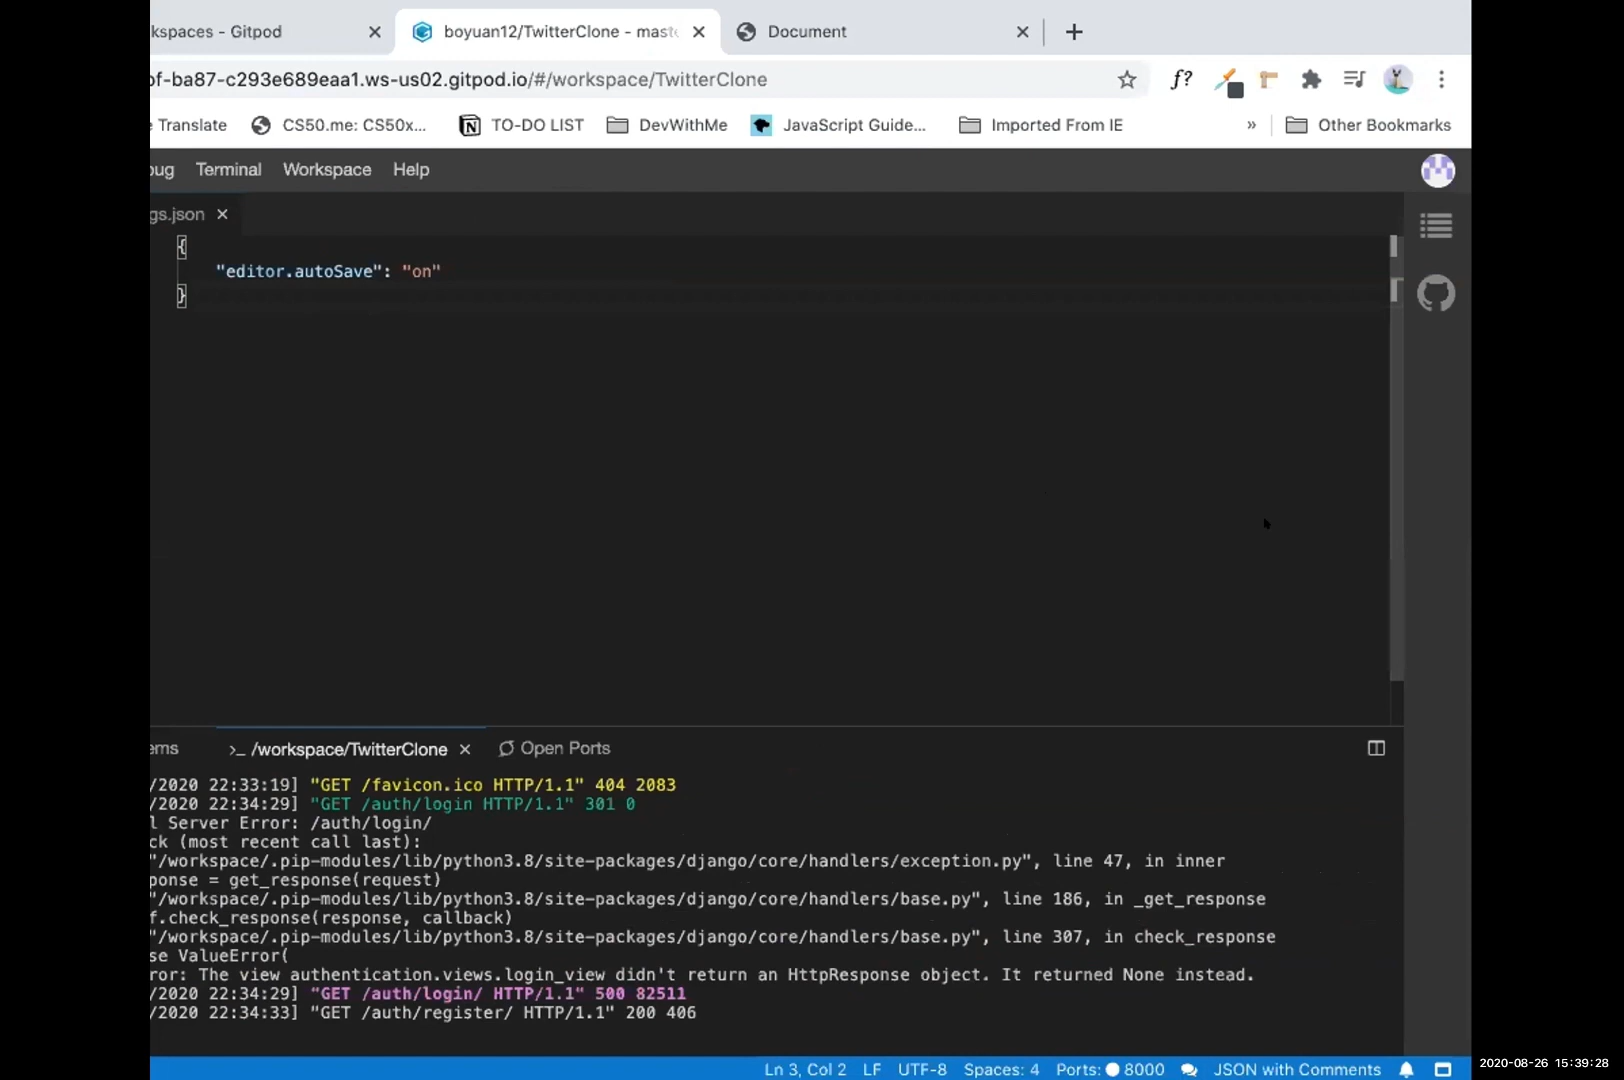 kspaces - Gitpod
boyuan12/TwitterClone - maste
Document
of-ba87-c293e689eaa1.ws-us02.gitpod.io/#/workspace/TwitterClone
f?
e Translate
CS50.me: CS50x...
TO-DO LIST
DevWithMe
JavaScript Guide...
Imported From IE
»
Other Bookmarks
bug Terminal Workspace Help
gs.json
{
"editor.autoSave": "on"
}
ems
>_ /workspace/TwitterClone
Open Ports
/2020 22:33:19] "GET /favicon.ico HTTP/1.1" 404 2083
/2020 22:34:29] "GET /auth/login HTTP/1.1" 301 0
l Server Error: /auth/login/
ck (most recent call last):
"/workspace/.pip-modules/lib/python3.8/site-packages/django/core/handlers/exception.py", line 47, in inner
ponse = get_response(request)
"/workspace/.pip-modules/lib/python3.8/site-packages/django/core/handlers/base.py", line 186, in _get_response
f.check_response(response, callback)
"/workspace/.pip-modules/lib/python3.8/site-packages/django/core/handlers/base.py", line 307, in check_response
se ValueError(
ror: The view authentication.views.login_view didn't return an HttpResponse object. It returned None instead.
/2020 22:34:29] "GET /auth/login/ HTTP/1.1" 500 82511
/2020 22:34:33] "GET /auth/register/ HTTP/1.1" 200 406
Ln 3, Col 2 LF UTF-8 Spaces: 4 Ports: 8000 JSON with Comments
2020-08-26 15:39:28